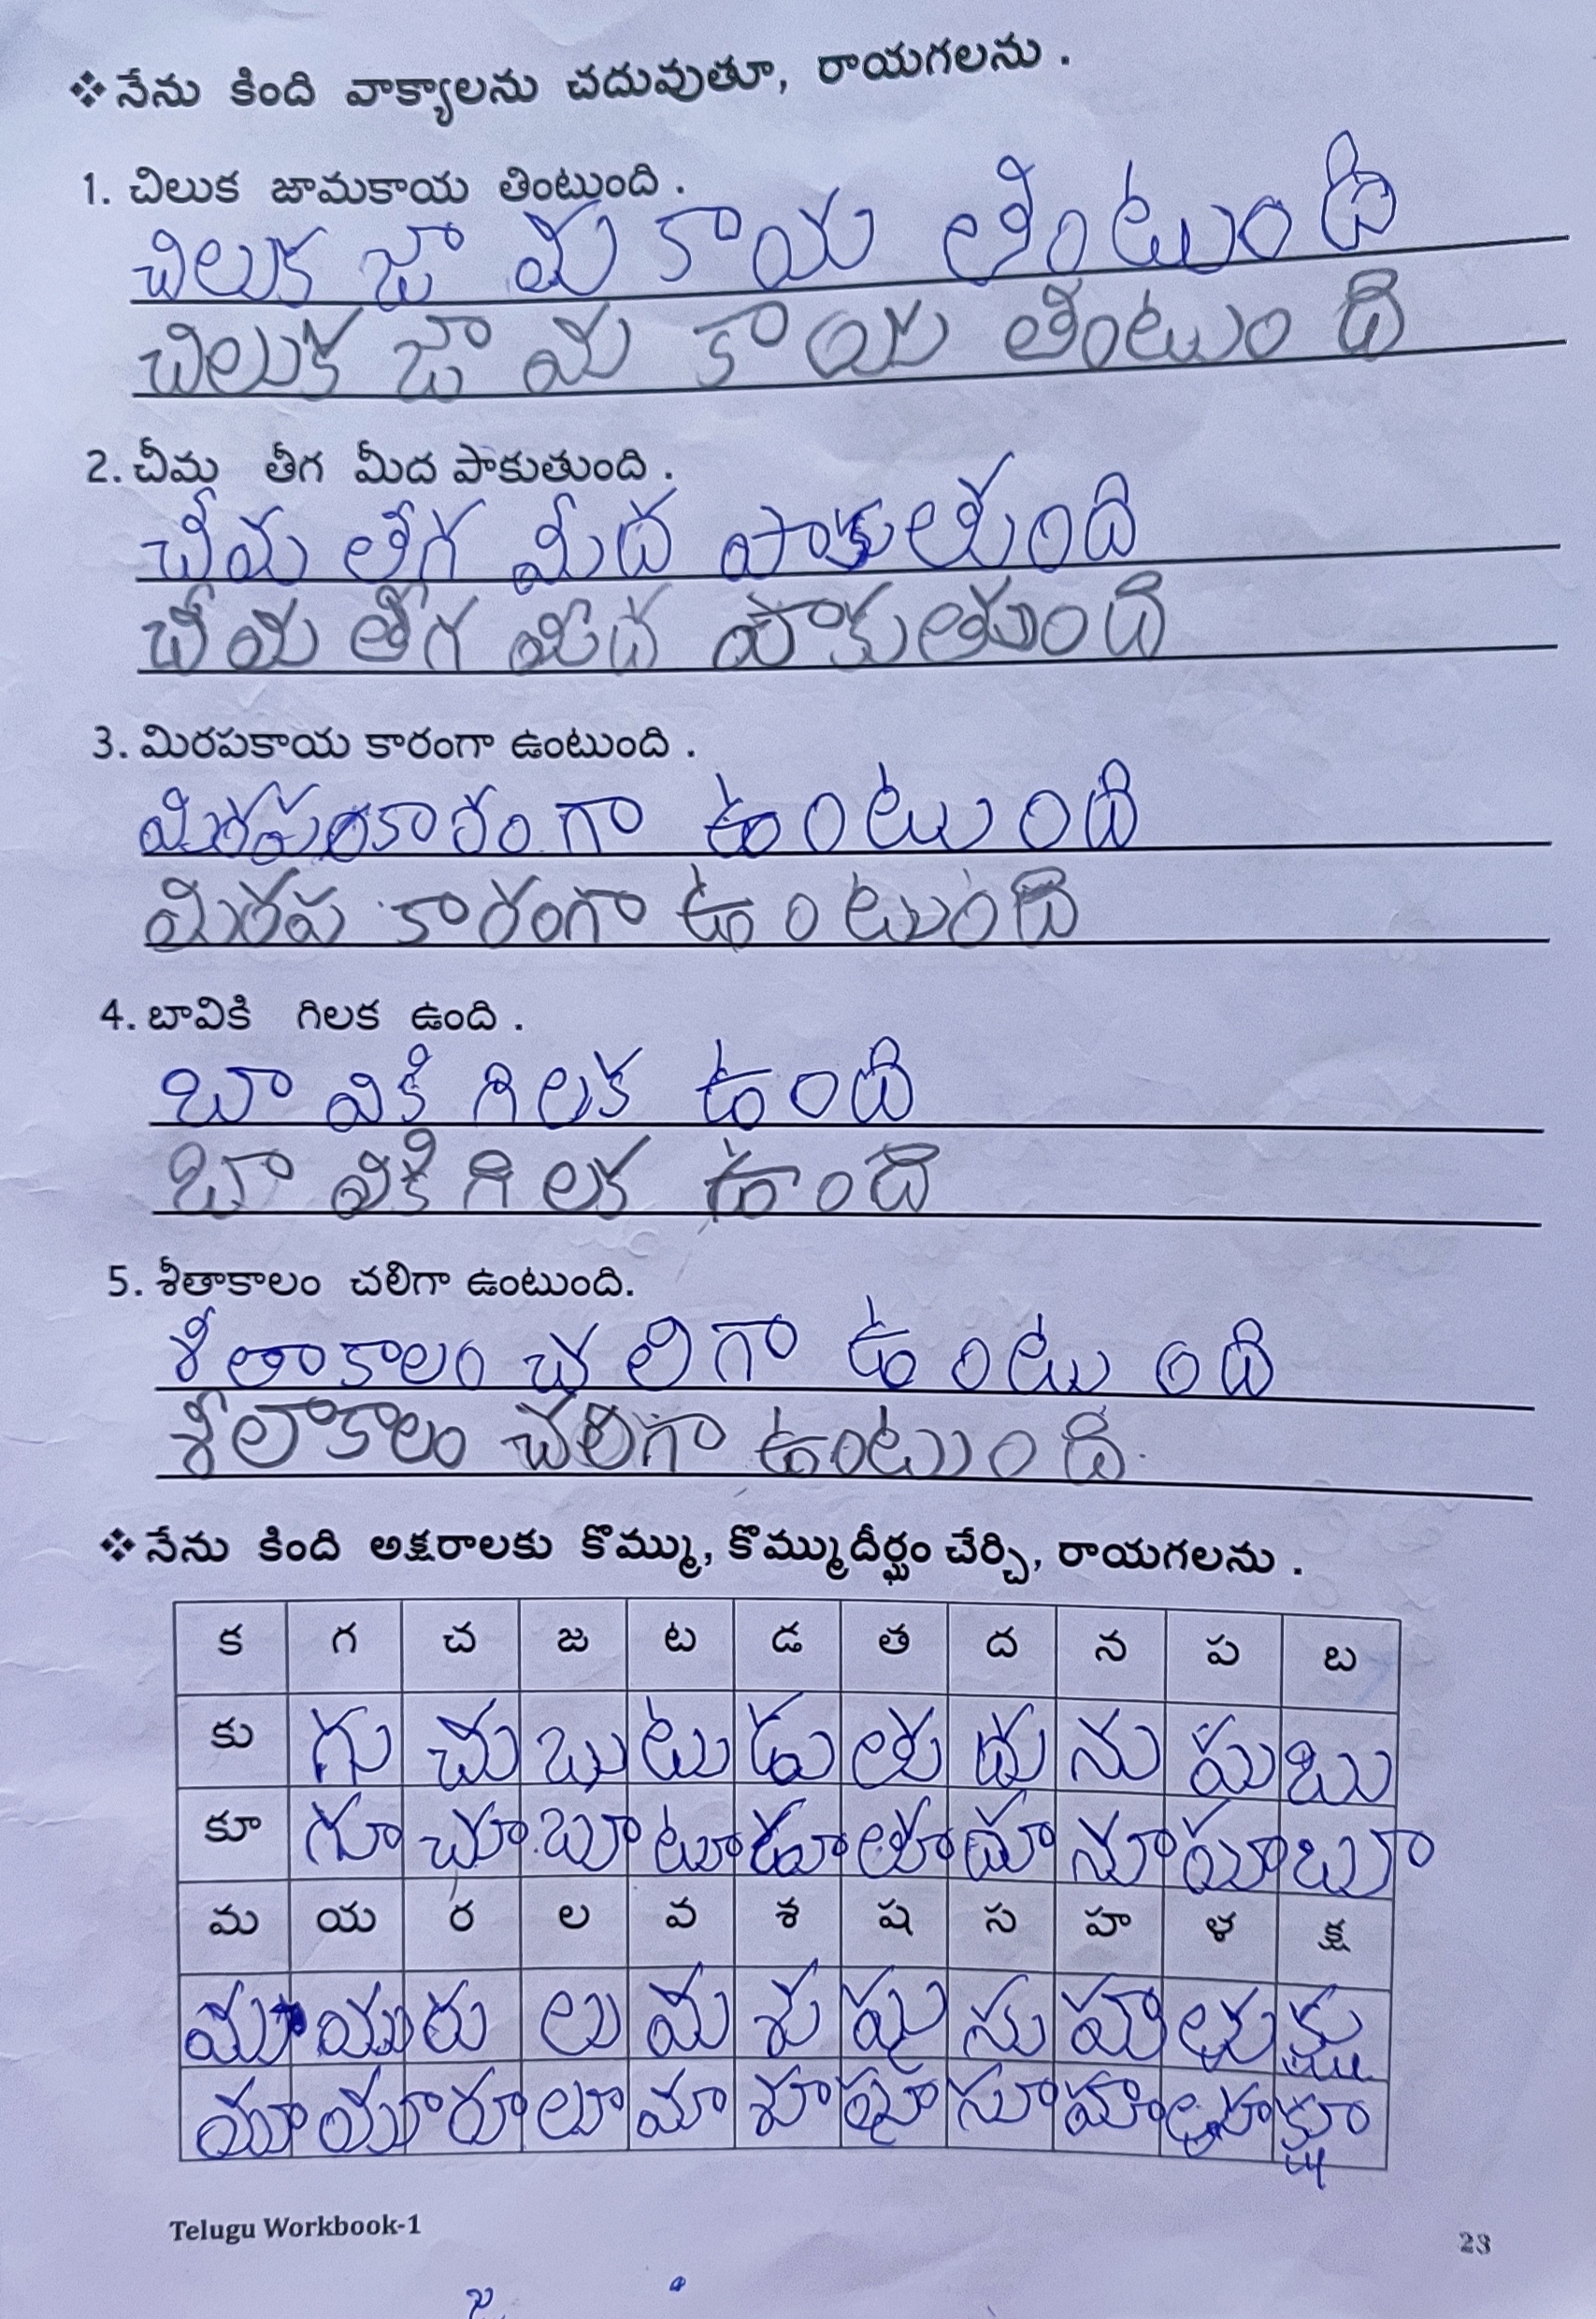 ❖ నేను కింది వాక్యాలను చదువుతూ, రాయగలను .
1. చిలుక జామకాయ తింటుంది .
చిలుక జా మ కాయ తింటుంది
చిలుక జా మ కాయ తింటుం ది
2. చీమ తీగ మీద పాకుతుంది .
చీమ తీగ మీద పాకుతుంది
చీమ తీగ మీద పాకుతుంది
3. మిరపకాయ కారంగా ఉంటుంది .
మిరప కారం గా ఉంటుంది
మిరప కారంగా ఉంటుంది
4. బావికి గిలక ఉంది .
బా వికి గిలక ఉంది
బా వికి గిలక ఉంది
5. శీతాకాలం చలిగా ఉంటుంది.
శీతాకాలం చలిగా ఉంటుంది
శీలాకాలం చలిగా ఉంటుంది.
❖ నేను కింది అక్షరాలకు కొమ్ము, కొమ్ముదీర్ఘం చేర్చి, రాయగలను .
క గ చ జ ట డ త ద న ప బ
కు గు చు బు టు డు తు దు ను పు బు
కూ గూ చూ బూ టూ డూ తూ దూ నూ పూ బూ
మ య ర ల వ శ ష స హ ళ క్ష
ము యు రు లు వు శు షు సు హు ళు క్షు
మూ యూ రూ లూ వూ శూ షూ సూ హూ ళూ క్షూ
Telugu Workbook-1
23